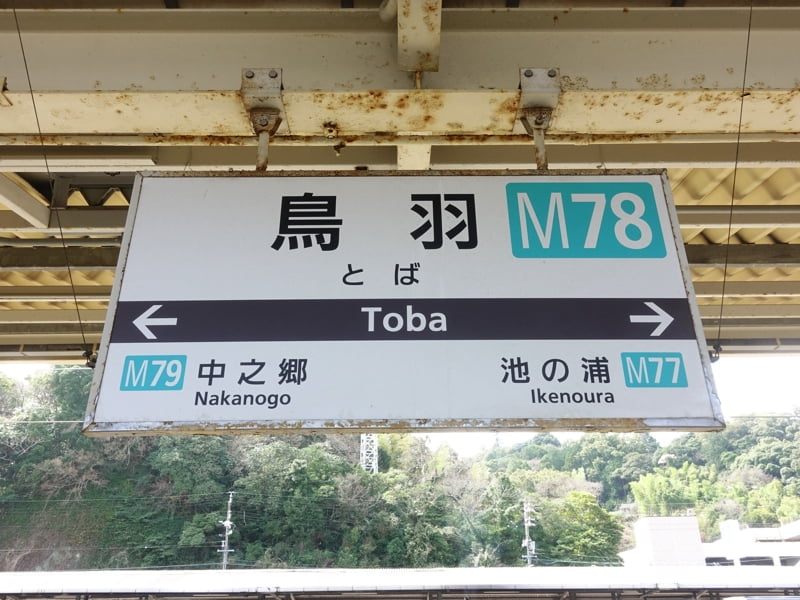 鳥羽 M78
とば
← Toba →
M79 中之郷 池の浦 M77
Nakanogo Ikenoura